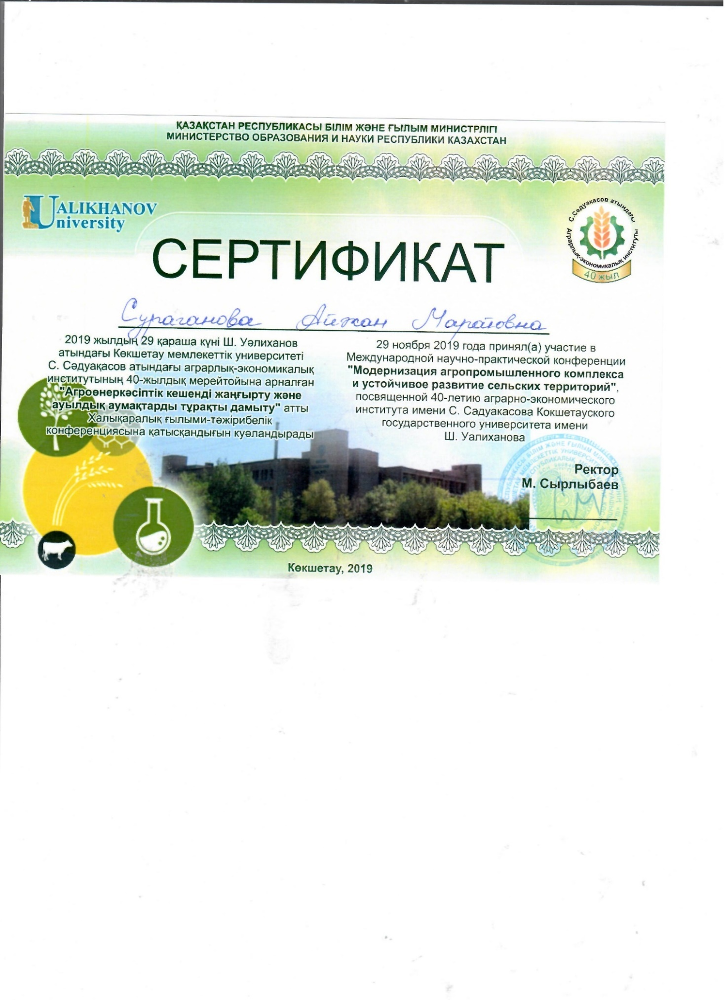 ҚАЗАҚСТАН РЕСПУБЛИКАСЫ БІЛІМ ЖӘНЕ ҒЫЛЫМ МИНИСТРЛІГІ
МИНИСТЕРСТВО ОБРАЗОВАНИЯ И НАУКИ РЕСПУБЛИКИ КАЗАХСТАН
UALIKHANOV
University
С.Сәдуақасов атындағы
Аграрлық-экономикалық институты
40 жыл
СЕРТИФИКАТ
Сураганова Айжан Маратовна
2019 жылдың 29 қараша күні Ш. Уәлиханов
атындағы Көкшетау мемлекеттік университеті
С. Сәдуақасов атындағы аграрлық-экономикалық
институтының 40-жылдық мерейтойына арналған
"Агроөнеркәсіптік кешенді жаңғырту және
ауылдық аумақтарды тұрақты дамыту" атты
Халықаралық ғылыми-тәжірибелік
конференциясына қатысқандығын куәландырады
29 ноября 2019 года принял(а) участие в
Международной научно-практической конференции
"Модернизация агропромышленного комплекса
и устойчивое развитие сельских территорий",
посвященной 40-летию аграрно-экономического
института имени С. Садуакасова Кокшетауского
государственного университета имени
Ш. Уалиханова
Ректор
М. Сырлыбаев
Көкшетау, 2019